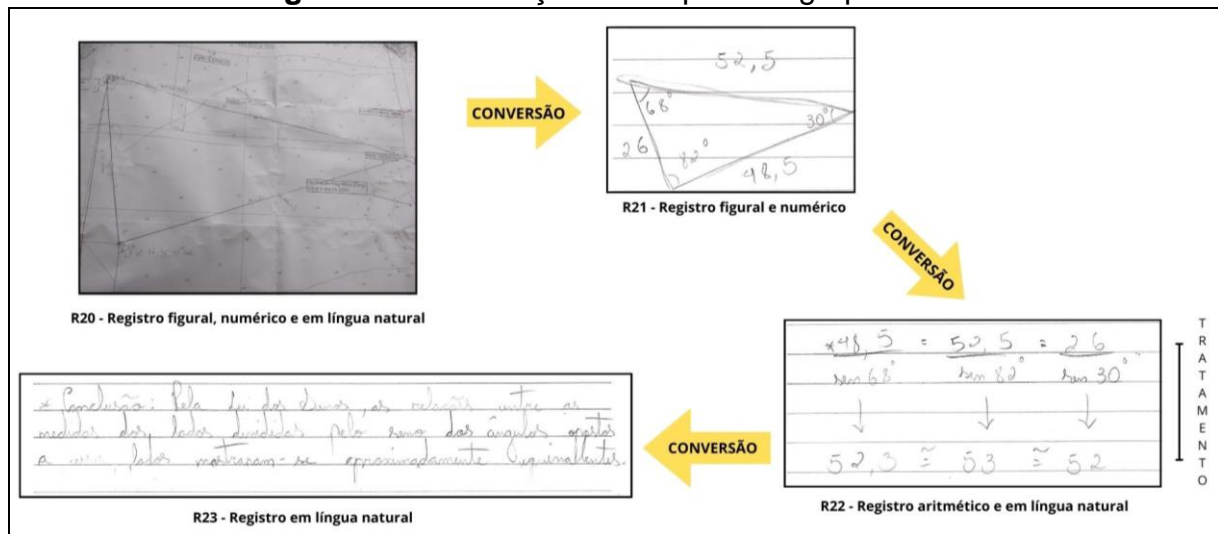 CONVERSÃO
R20 - Registro figural, numérico e em língua natural
52,5
68°
30°
26
82°
48,5
R21 - Registro figural e numérico
CONVERSÃO
*48,5 = 52,5 = 26
sen 68° sen 82° sen 30°
52,3 ≅ 53 ≅ 52
R22 - Registro aritmético e em língua natural
TRATAMENTO
CONVERSÃO
* Conclusão: Pela Lei dos Senos, as relações entre as
medidas dos lados divididas pelo seno dos ângulos opostos
a lados mostraram-se aproximadamente equivalentes.
R23 - Registro em língua natural